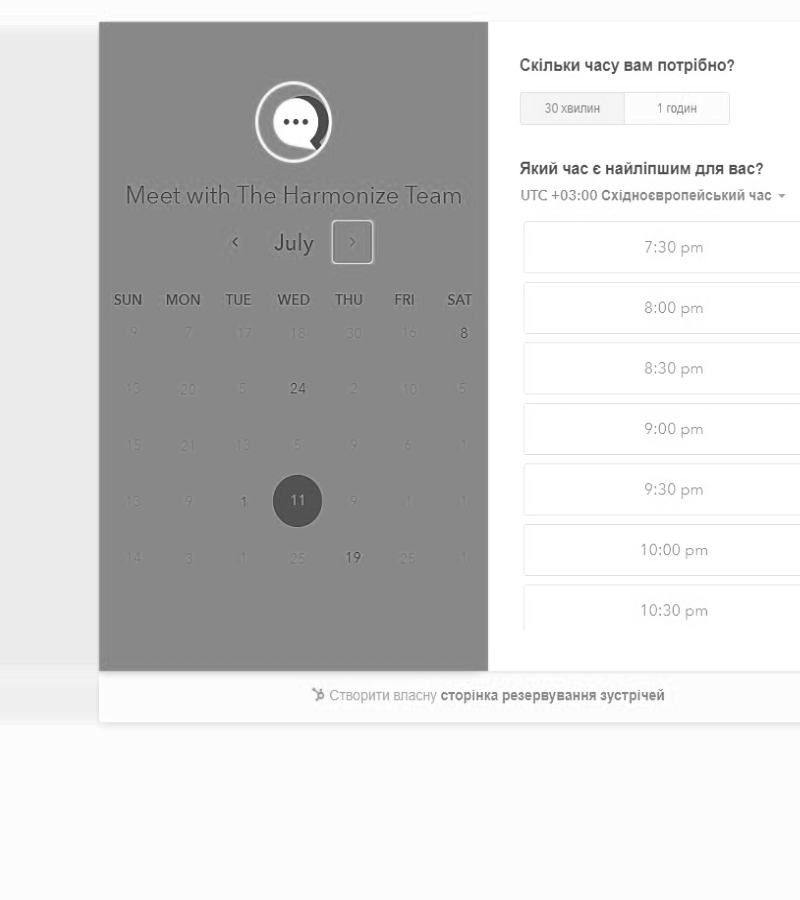 Meet with The Harmonize Team
July
SUN MON TUE WED THU FRI SAT
9 7 17 18 30 16 8
13 20 5 24 2 10 5
15 21 13 5 9 6 1
13 9 1 11 9 1 1
14 3 1 25 19 25 1
Скільки часу вам потрібно?
30 хвилин 1 годин
Який час є найліпшим для вас?
UTC +03:00 Східноєвропейський час
7:30 pm
8:00 pm
8:30 pm
9:00 pm
9:30 pm
10:00 pm
10:30 pm
Створити власну сторінка резервування зустрічей